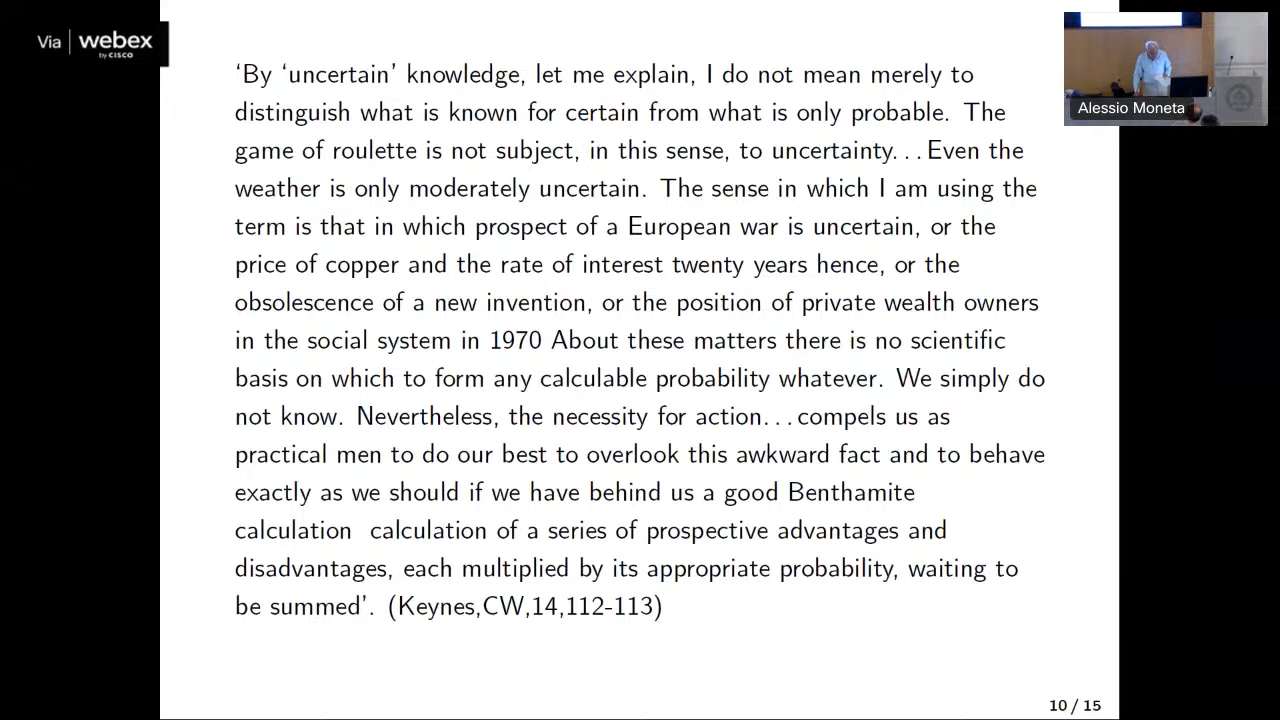 Via webex
by CISCO
‘By ‘uncertain’ knowledge, let me explain, I do not mean merely to
distinguish what is known for certain from what is only probable. The
game of roulette is not subject, in this sense, to uncertainty. . . Even the
weather is only moderately uncertain. The sense in which I am using the
term is that in which prospect of a European war is uncertain, or the
price of copper and the rate of interest twenty years hence, or the
obsolescence of a new invention, or the position of private wealth owners
in the social system in 1970 About these matters there is no scientific
basis on which to form any calculable probability whatever. We simply do
not know. Nevertheless, the necessity for action. . . compels us as
practical men to do our best to overlook this awkward fact and to behave
exactly as we should if we have behind us a good Benthamite
calculation calculation of a series of prospective advantages and
disadvantages, each multiplied by its appropriate probability, waiting to
be summed’. (Keynes,CW,14,112-113)
10 / 15
Alessio Moneta